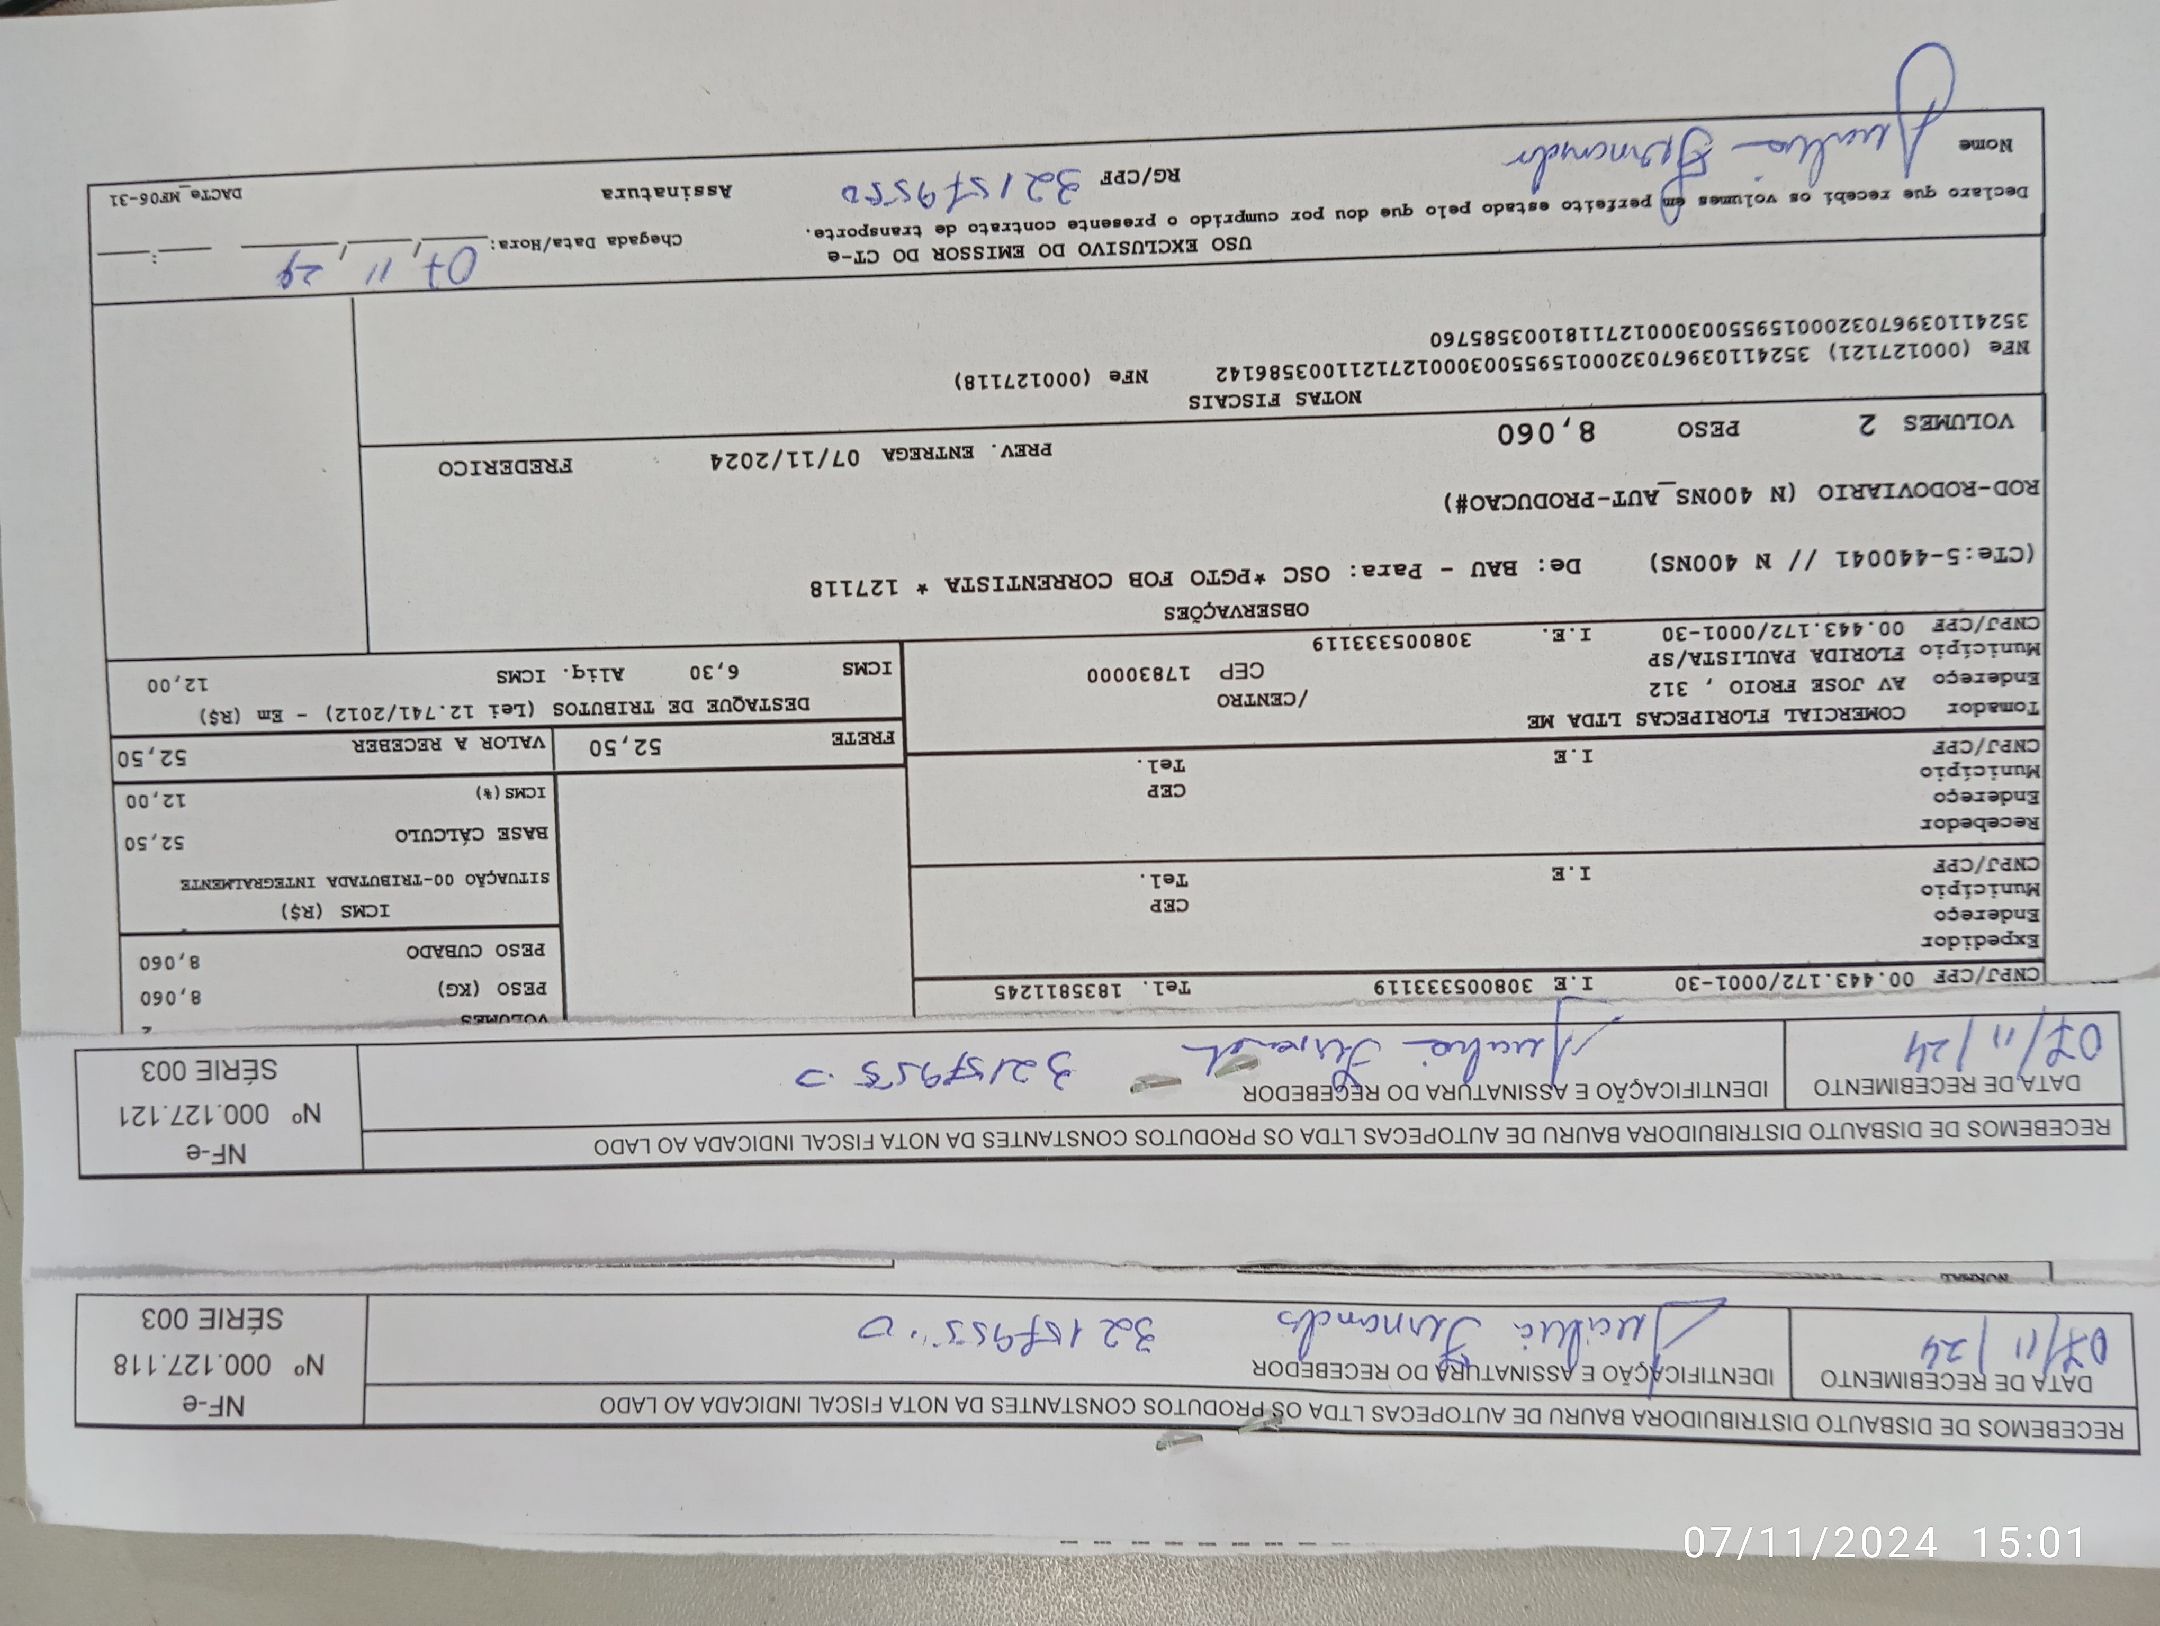 RECEBEMOS DE DISBAUTO DISTRIBUIDORA BAURU DE AUTOPECAS LTDA OS PRODUTOS CONSTANTES DA NOTA FISCAL INDICADA AO LADO
NF-e
Nº 000.127.118
SÉRIE 003
DATA DE RECEBIMENTO
07/11/24
IDENTIFICAÇÃO E ASSINATURA DO RECEBEDOR
32157955-0
NORMAL
RECEBEMOS DE DISBAUTO DISTRIBUIDORA BAURU DE AUTOPECAS LTDA OS PRODUTOS CONSTANTES DA NOTA FISCAL INDICADA AO LADO
NF-e
Nº 000.127.121
SÉRIE 003
DATA DE RECEBIMENTO
07/11/24
IDENTIFICAÇÃO E ASSINATURA DO RECEBEDOR
32157955-0
VOLUMES 2
CNPJ/CPF 00.443.172/0001-30 I.E 308005333119 Tel. 1835811245
PESO (KG) 8,060
PESO CUBADO 8,060
Expedidor
Endereço
Município CEP
CNPJ/CPF I.E Tel.
ICMS (R$)
SITUAÇÃO 00-TRIBUTADA INTEGRALMENTE
BASE CÁLCULO 52,50
ICMS(%) 12,00
Recebedor
Endereço
Município CEP
CNPJ/CPF I.E Tel.
FRETE 52,50 VALOR A RECEBER 52,50
Tomador COMERCIAL FLORIPECAS LTDA ME
Endereço AV JOSE FROIO , 312 /CENTRO
Município FLORIDA PAULISTA/SP CEP 17830000
CNPJ/CPF 00.443.172/0001-30 I.E. 308005333119
DESTAQUE DE TRIBUTOS (Lei 12.741/2012) - Em (R$)
ICMS 6,30 Aliq. ICMS 12,00
OBSERVAÇÕES
(CTe:5-440041 // N 400NS) De: BAU - Para: OSC *PGTO FOB CORRENTISTA * 127118
ROD-RODOVIARIO (N 400NS_AUT-PRODUCAO#)
VOLUMES 2 PESO 8,060 PREV. ENTREGA 07/11/2024 FREDERICO
NOTAS FISCAIS
NFe (000127121) 35241103967032000159550030001271211003586142 NFe (000127118)
35241103967032000159550030001271181003585760
USO EXCLUSIVO DO EMISSOR DO CT-e
Declaro que recebi os volumes em perfeito estado pelo que dou por cumprido o presente contrato de transporte.
Chegada Data/Hora: 07/11/24 __:__
Nome RG/CPF 321579550 Assinatura
DACTe_MF06-31
07/11/2024 15:01